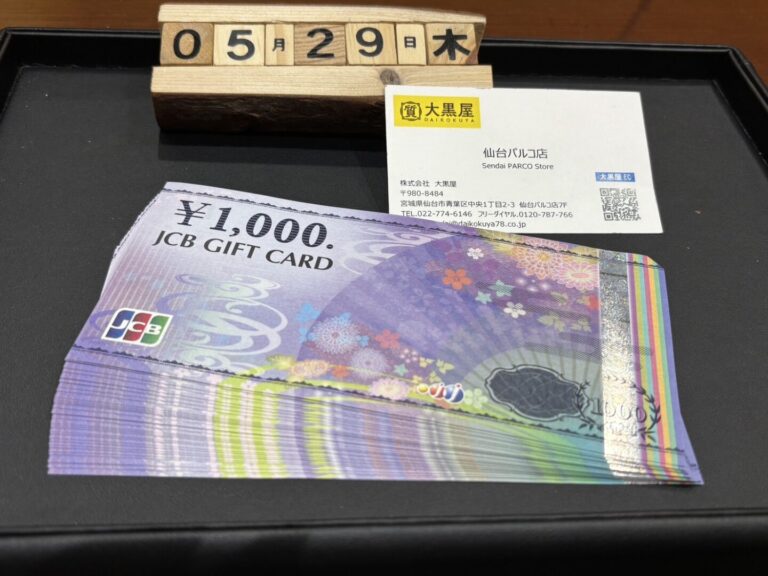 05月29日木
質 大黒屋
DAIKOKUYA
仙台パルコ店
Sendai PARCO Store
大黒屋 EC
株式会社 大黒屋
〒980-8484
宮城県仙台市青葉区中央1丁目2-3 仙台パルコ店7F
TEL.022-774-6146 フリーダイヤル.0120-787-766
@daikokuya78.co.jp
¥1,000.
JCB GIFT CARD
JCB
1000